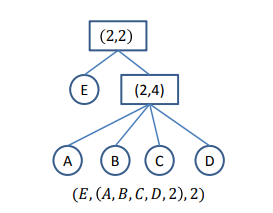 (2,2)
E (2,4)
A B C D
(E, (A, B, C, D, 2), 2)